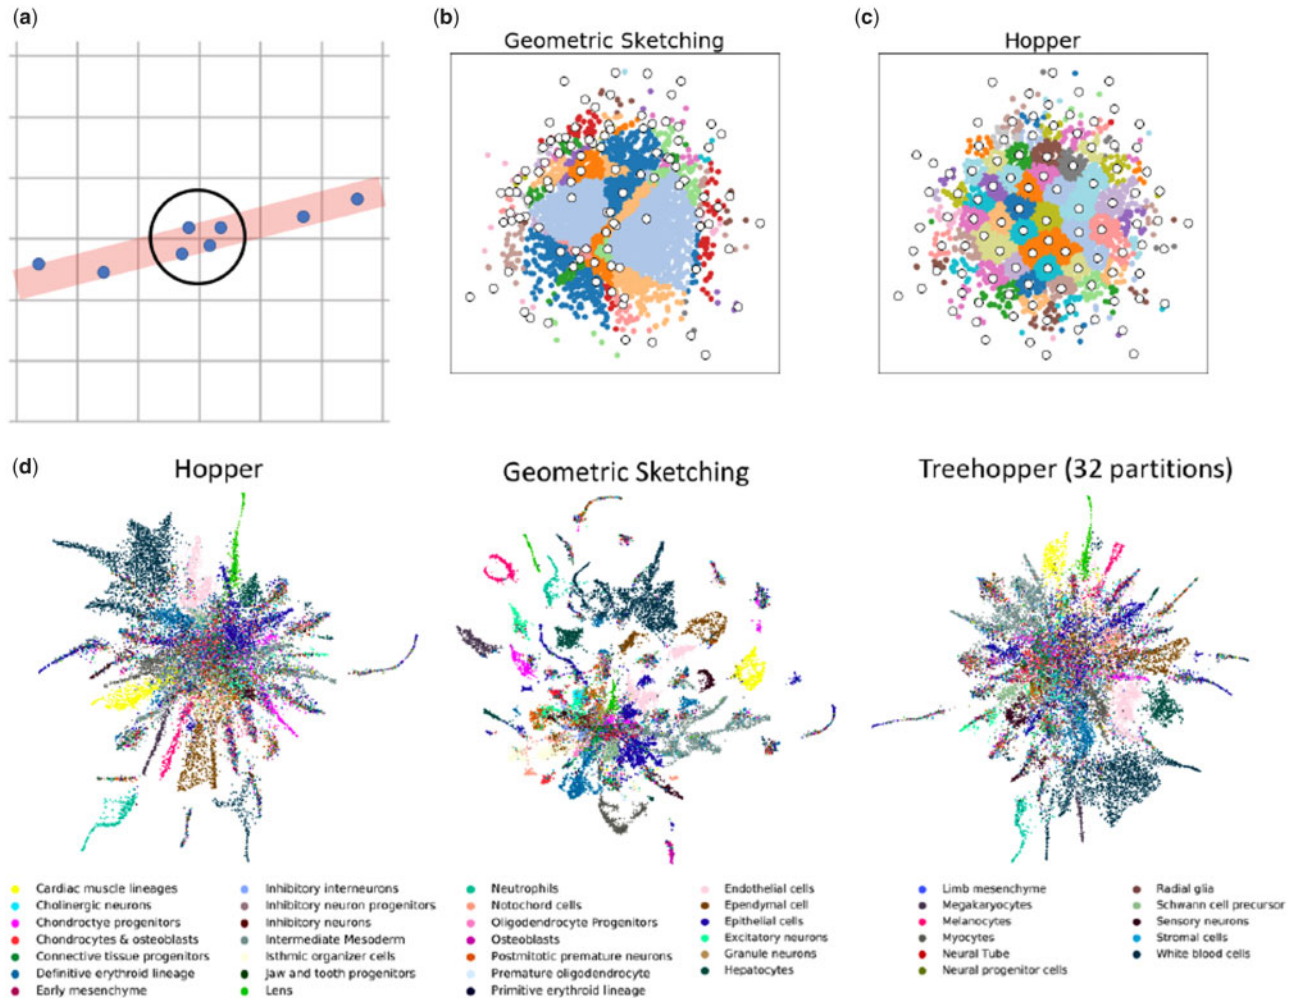 (a)
(b)
Geometric Sketching
(c)
Hopper
(d)
Hopper
Geometric Sketching
Treehopper (32 partitions)
Cardiac muscle lineages
Cholinergic neurons
Chondroctye progenitors
Chondrocytes & osteoblasts
Connective tissue progenitors
Definitive erythroid lineage
Early mesenchyme
Inhibitory interneurons
Inhibitory neuron progenitors
Inhibitory neurons
Intermediate Mesoderm
Isthmic organizer cells
Jaw and tooth progenitors
Lens
Neutrophils
Notochord cells
Oligodendrocyte Progenitors
Osteoblasts
Postmitotic premature neurons
Premature oligodendrocyte
Primitive erythroid lineage
Endothelial cells
Ependymal cell
Epithelial cells
Excitatory neurons
Granule neurons
Hepatocytes
Limb mesenchyme
Megakaryocytes
Melanocytes
Myocytes
Neural Tube
Neural progenitor cells
Radial glia
Schwann cell precursor
Sensory neurons
Stromal cells
White blood cells